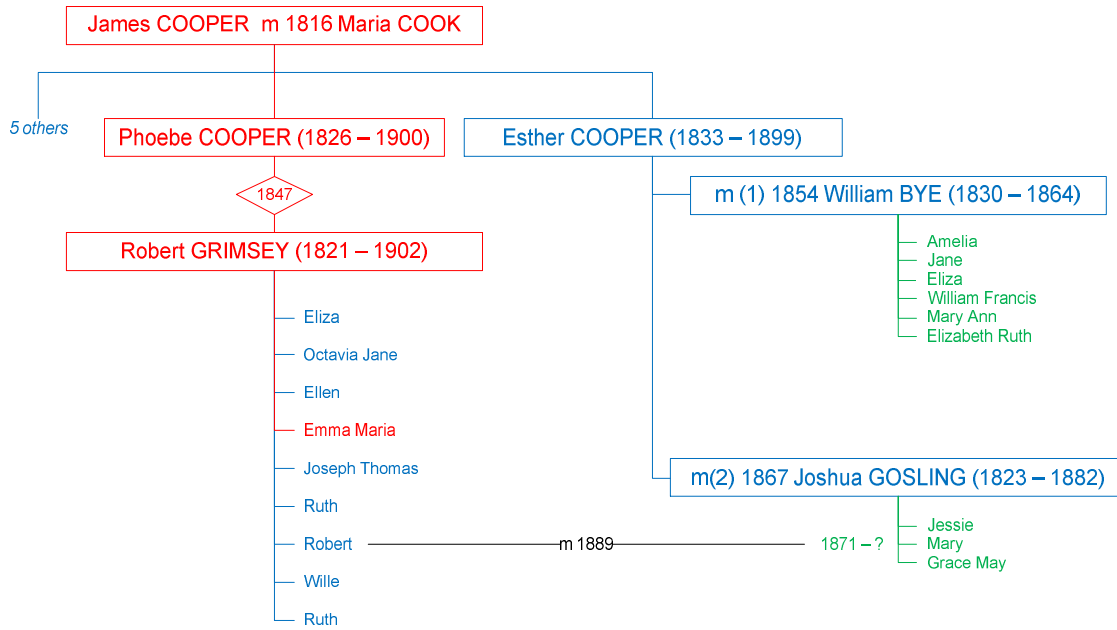 James COOPER m 1816 Maria COOK
5 others
Phoebe COOPER (1826 – 1900)
Esther COOPER (1833 – 1899)
1847
m (1) 1854 William BYE (1830 – 1864)
Robert GRIMSEY (1821 – 1902)
Amelia
Jane
Eliza
William Francis
Mary Ann
Elizabeth Ruth
Eliza
Octavia Jane
Ellen
Emma Maria
Joseph Thomas
Ruth
Robert
Wille
Ruth
m 1889
m(2) 1867 Joshua GOSLING (1823 – 1882)
1871 – ?
Jessie
Mary
Grace May